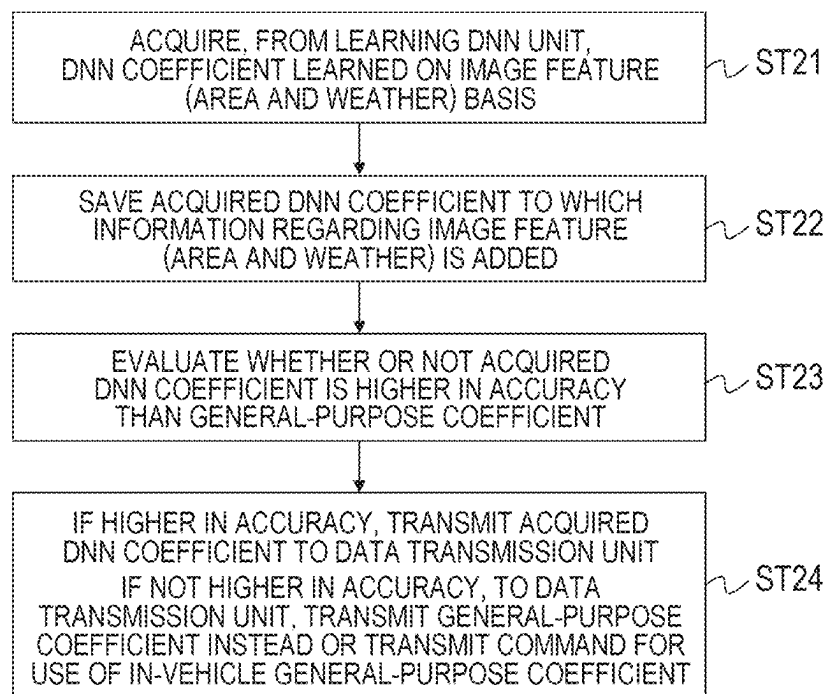 ACQUIRE, FROM LEARNING DNN UNIT,
DNN COEFFICIENT LEARNED ON IMAGE FEATURE
(AREA AND WEATHER) BASIS
ST21
SAVE ACQUIRED DNN COEFFICIENT TO WHICH
INFORMATION REGARDING IMAGE FEATURE
(AREA AND WEATHER) IS ADDED
ST22
EVALUATE WHETHER OR NOT ACQUIRED
DNN COEFFICIENT IS HIGHER IN ACCURACY
THAN GENERAL-PURPOSE COEFFICIENT
ST23
IF HIGHER IN ACCURACY, TRANSMIT ACQUIRED
DNN COEFFICIENT TO DATA TRANSMISSION UNIT
IF NOT HIGHER IN ACCURACY, TO DATA
TRANSMISSION UNIT, TRANSMIT GENERAL-PURPOSE
COEFFICIENT INSTEAD OR TRANSMIT COMMAND FOR
USE OF IN-VEHICLE GENERAL-PURPOSE COEFFICIENT
ST24